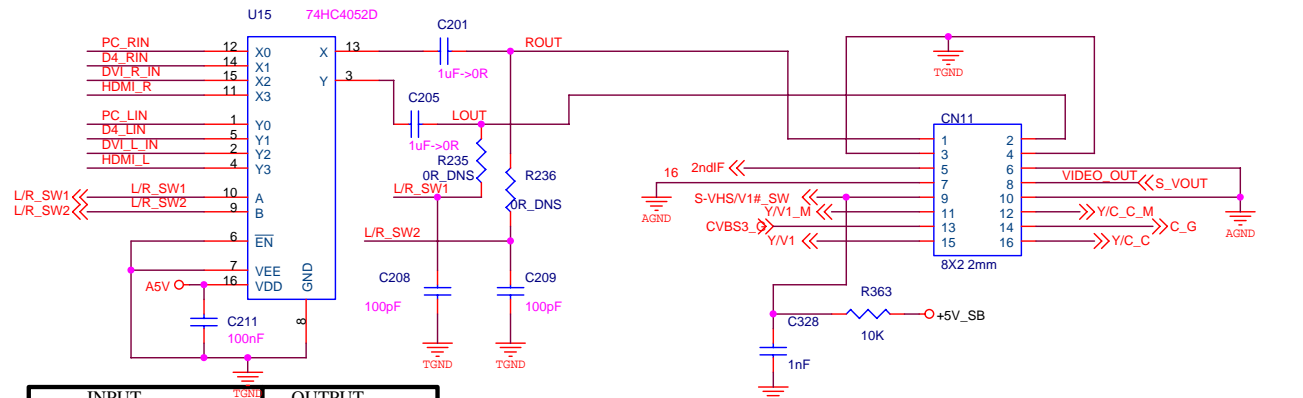 U15 74HC4052D
PC_RIN 12 X0
D4_RIN 14 X1
DVI_R_IN 15 X2
HDMI_R 11 X3
PC_LIN 1 Y0
D4_LIN 5 Y1
DVI_L_IN 2 Y2
HDMI_L 4 Y3
L/R_SW1 L/R_SW1 10 A
L/R_SW2 L/R_SW2 9 B
6 EN
7 VEE
A5V 16 VDD
GND
8
X 13
Y 3
C211
100nF
TGND
C201
1uF->0R
ROUT
C205
1uF->0R
LOUT
R235
0R_DNS
R236
0R_DNS
L/R_SW1
L/R_SW2
C208
100pF
C209
100pF
TGND
TGND
TGND
CN11
1 2
3 4
5 6
7 8
9 10
11 12
13 14
15 16
8X2 2mm
2ndIF
16
AGND
S-VHS/V1#_SW
Y/V1_M
CVBS3_G
Y/V1
VIDEO_OUT
S_VOUT
Y/C_C_M
C_G
Y/C_C
AGND
R363
10K
+5V_SB
C328
1nF
INPUT OUTPUT